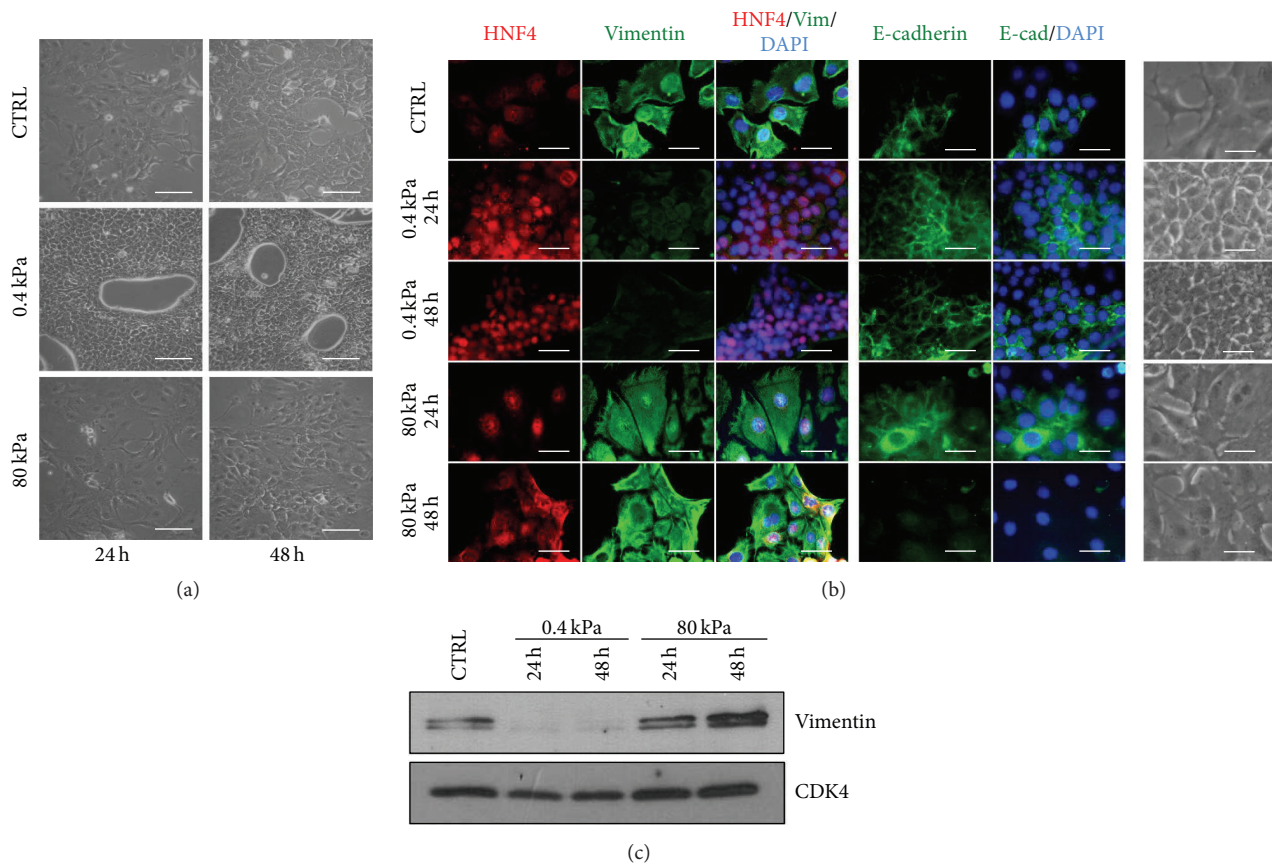 (a)
CTRL
0.4 kPa
80 kPa
24 h
48 h
(b)
HNF4
Vimentin
HNF4/Vim/
DAPI
E-cadherin
E-cad/DAPI
CTRL
0.4 kPa
24 h
0.4 kPa
48 h
80 kPa
24 h
80 kPa
48 h
CTRL
0.4 kPa
80 kPa
24 h
48 h
24 h
48 h
Vimentin
CDK4
(c)